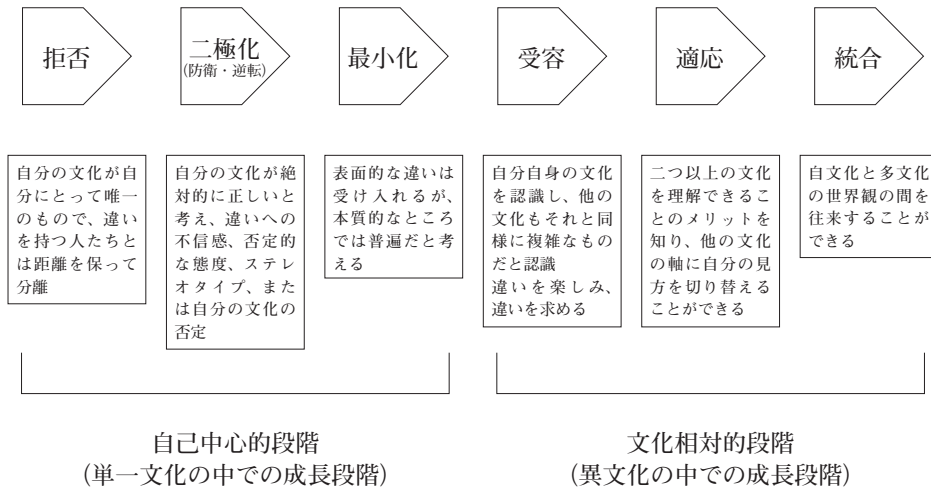 拒否
二極化
(防衛・逆転)
最小化
受容
適応
統合
自分の文化が自
分にとって唯一
のもので、違い
を持つ人たちと
は距離を保って
分離
自分の文化が絶
対的に正しいと
考え、違いへの
不信感、否定的
な態度、ステレ
オタイプ、また
は自分の文化の
否定
表面的な違いは
受け入れるが、
本質的なところ
では普遍だと考
える
自分自身の文化
を認識し、他の
文化もそれと同
様に複雑なもの
だと認識
違いを楽しみ、
違いを求める
二つ以上の文化
を理解できるこ
とのメリットを
知り、他の文化
の軸に自分の見
方を切り替える
ことができる
自文化と多文化
の世界観の間を
往来することが
できる
自己中心的段階
(単一文化の中での成長段階)
文化相対的段階
(異文化の中での成長段階)